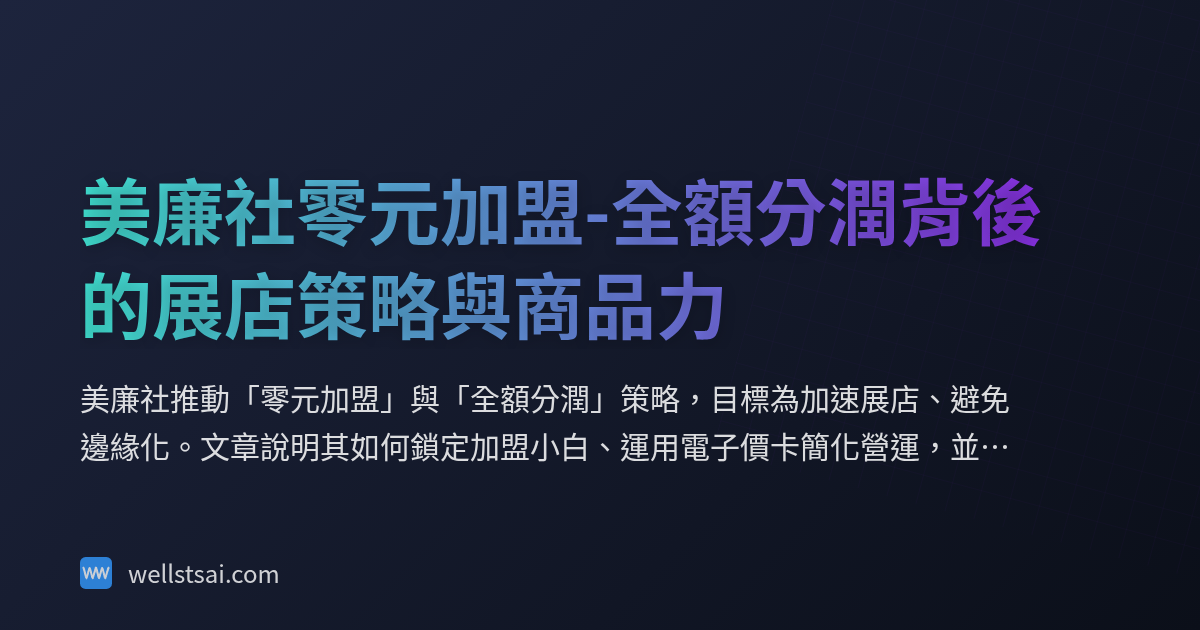 美廉社零元加盟-全額分潤背後
的展店策略與商品力
美廉社推動「零元加盟」與「全額分潤」策略，目標為加速展店、避免
邊緣化。文章說明其如何鎖定加盟小白、運用電子價卡簡化營運，並⋯
wellstsai.com